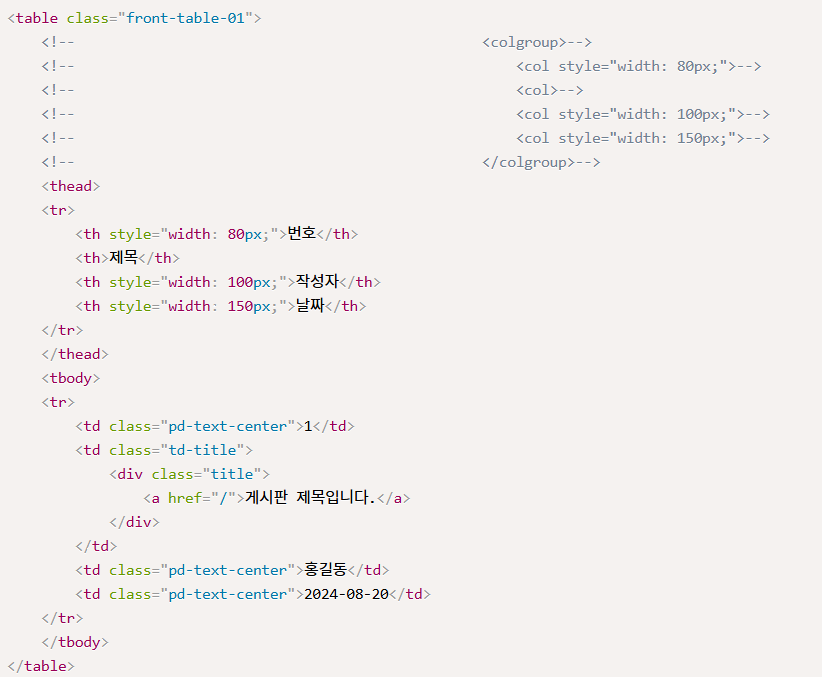 <table class="front-table-01">
    <!--                                                <colgroup>-->
    <!--                                                    <col style="width: 80px;">-->
    <!--                                                    <col>-->
    <!--                                                    <col style="width: 100px;">-->
    <!--                                                    <col style="width: 150px;">-->
    <!--                                                </colgroup>-->
    <thead>
    <tr>
        <th style="width: 80px;">번호</th>
        <th>제목</th>
        <th style="width: 100px;">작성자</th>
        <th style="width: 150px;">날짜</th>
    </tr>
    </thead>
    <tbody>
    <tr>
        <td class="pd-text-center">1</td>
        <td class="td-title">
            <div class="title">
                <a href="/">게시판 제목입니다.</a>
            </div>
        </td>
        <td class="pd-text-center">홍길동</td>
        <td class="pd-text-center">2024-08-20</td>
    </tr>
    </tbody>
</table>